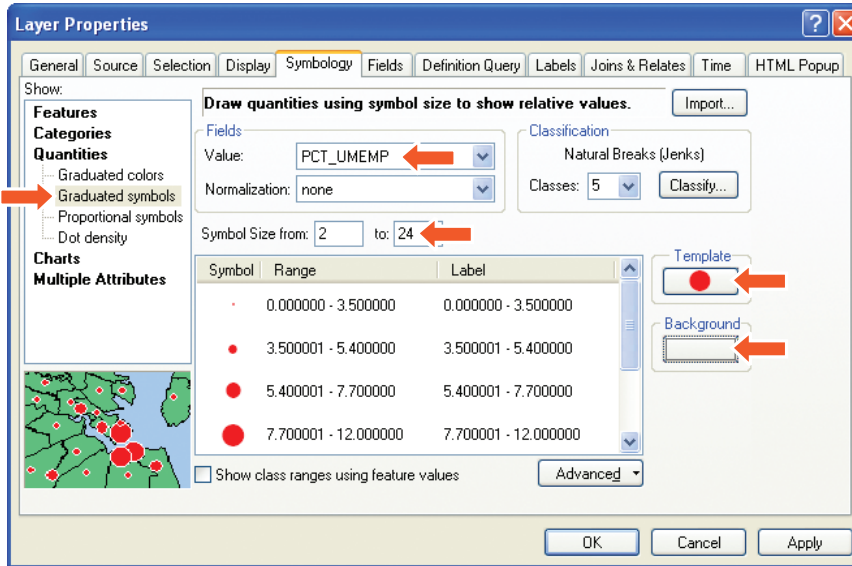 Layer Properties
?
X
General Source Selection Display Symbology Fields Definition Query Labels Joins & Relates Time HTML Popup
Show:
Features
Categories
Quantities
Graduated colors
Graduated symbols
Proportional symbols
Dot density
Charts
Multiple Attributes
Draw quantities using symbol size to show relative values.
Import...
Fields
Value: PCT_UMEMP
Normalization: none
Classification
Natural Breaks (Jenks)
Classes: 5 Classify...
Symbol Size from: 2 to: 24
Symbol Range Label
0.000000 - 3.500000 0.000000 - 3.500000
3.500001 - 5.400000 3.500001 - 5.400000
5.400001 - 7.700000 5.400001 - 7.700000
7.700001 - 12.000000 7.700001 - 12.000000
Template
Background
Show class ranges using feature values
Advanced
OK Cancel Apply